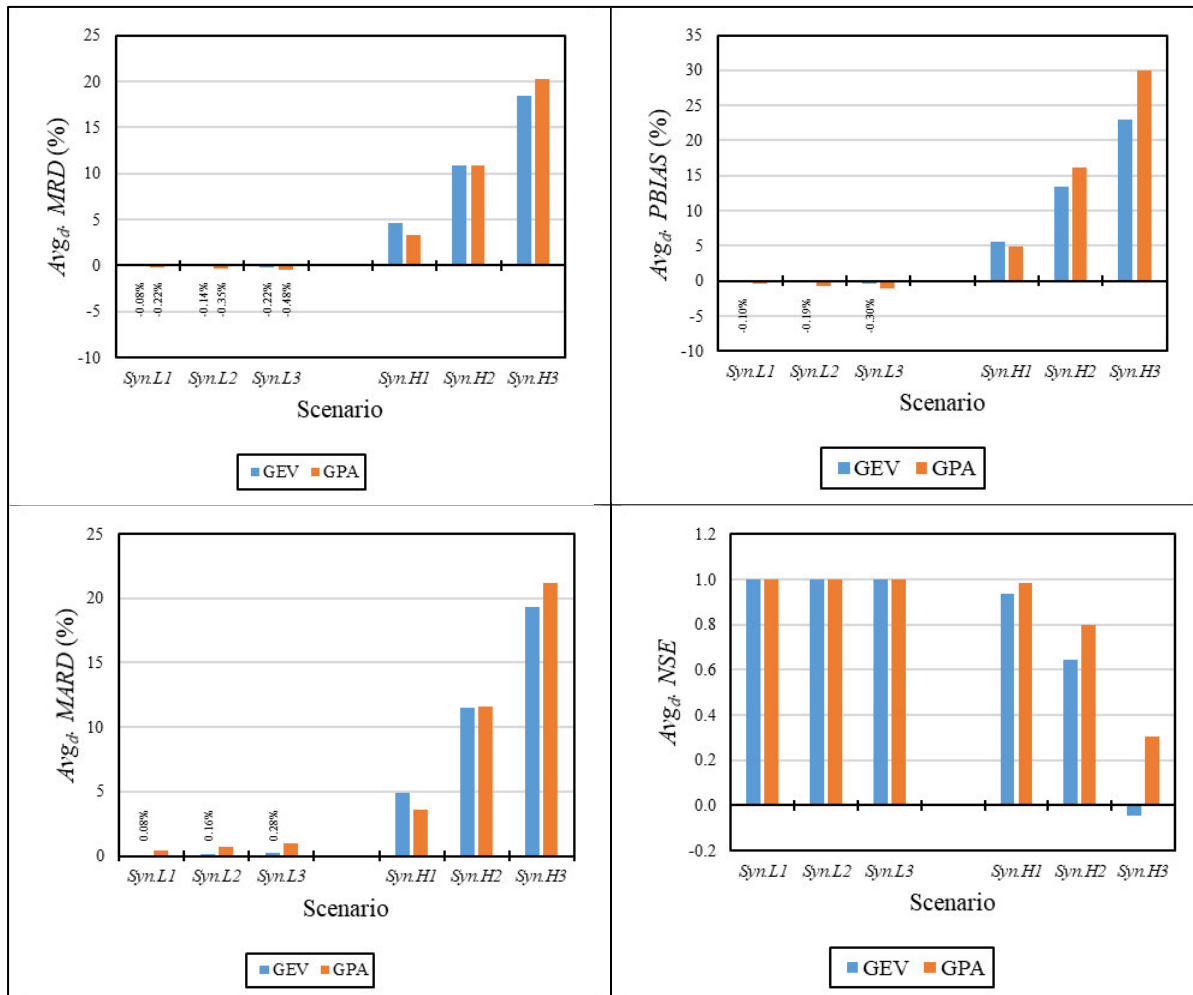 25
20
15
10
5
0
-5
-10
Avgd. MRD (%)
-0.08%
-0.22%
-0.14%
-0.35%
-0.22%
-0.48%
Syn.L1 Syn.L2 Syn.L3 Syn.H1 Syn.H2 Syn.H3
Scenario
GEV GPA
35
30
25
20
15
10
5
0
-5
-10
Avgd. PBIAS (%)
-0.10%
-0.19%
-0.30%
Syn.L1 Syn.L2 Syn.L3 Syn.H1 Syn.H2 Syn.H3
Scenario
GEV GPA
25
20
15
10
5
0
Avgd. MARD (%)
0.08%
0.16%
0.28%
Syn.L1 Syn.L2 Syn.L3 Syn.H1 Syn.H2 Syn.H3
Scenario
GEV GPA
1.2
1.0
0.8
0.6
0.4
0.2
0.0
-0.2
Avgd. NSE
Syn.L1 Syn.L2 Syn.L3 Syn.H1 Syn.H2 Syn.H3
Scenario
GEV GPA